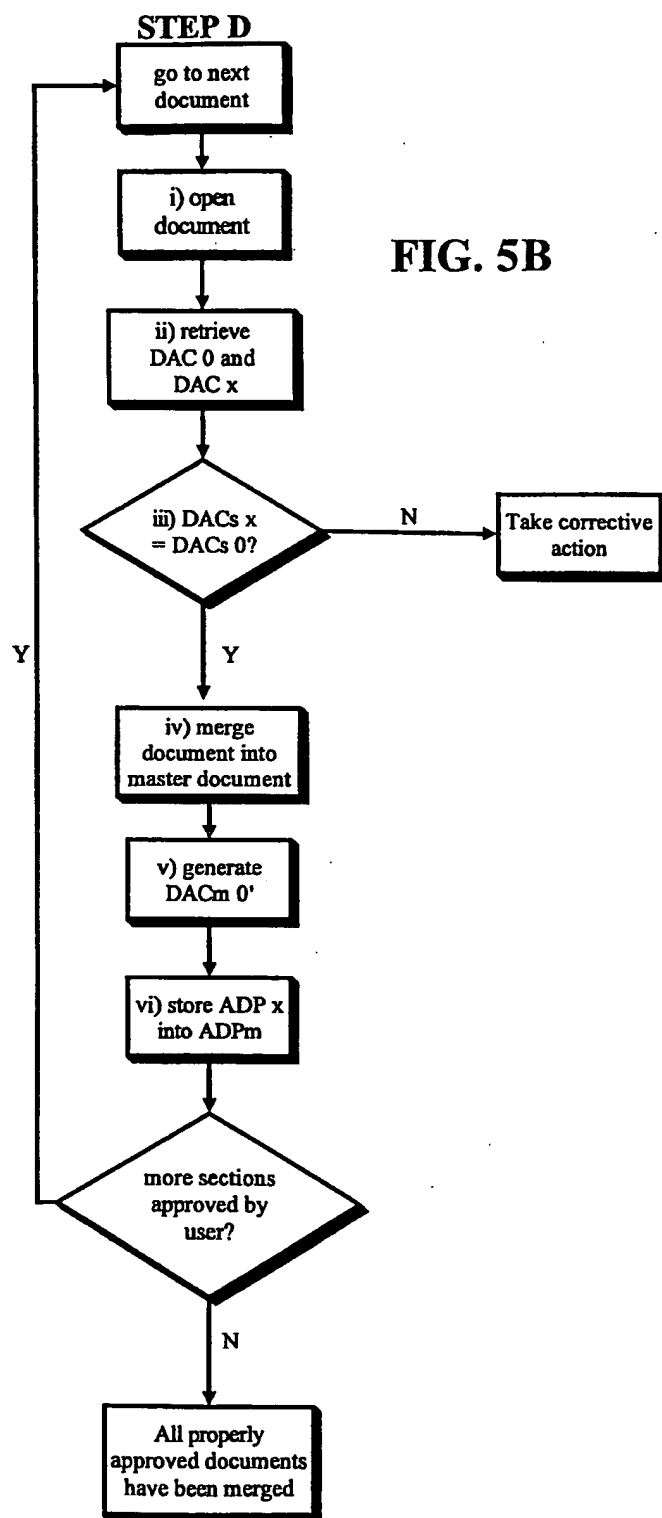 STEP D
go to next
document
i) open
document
FIG. 5B
ii) retrieve
DAC 0 and
DAC x
iii) DACs x
= DACs 0?
N
Take corrective
action
Y
Y
iv) merge
document into
master document
v) generate
DACm 0'
vi) store ADP x
into ADPm
more sections
approved by
user?
N
All properly
approved documents
have been merged